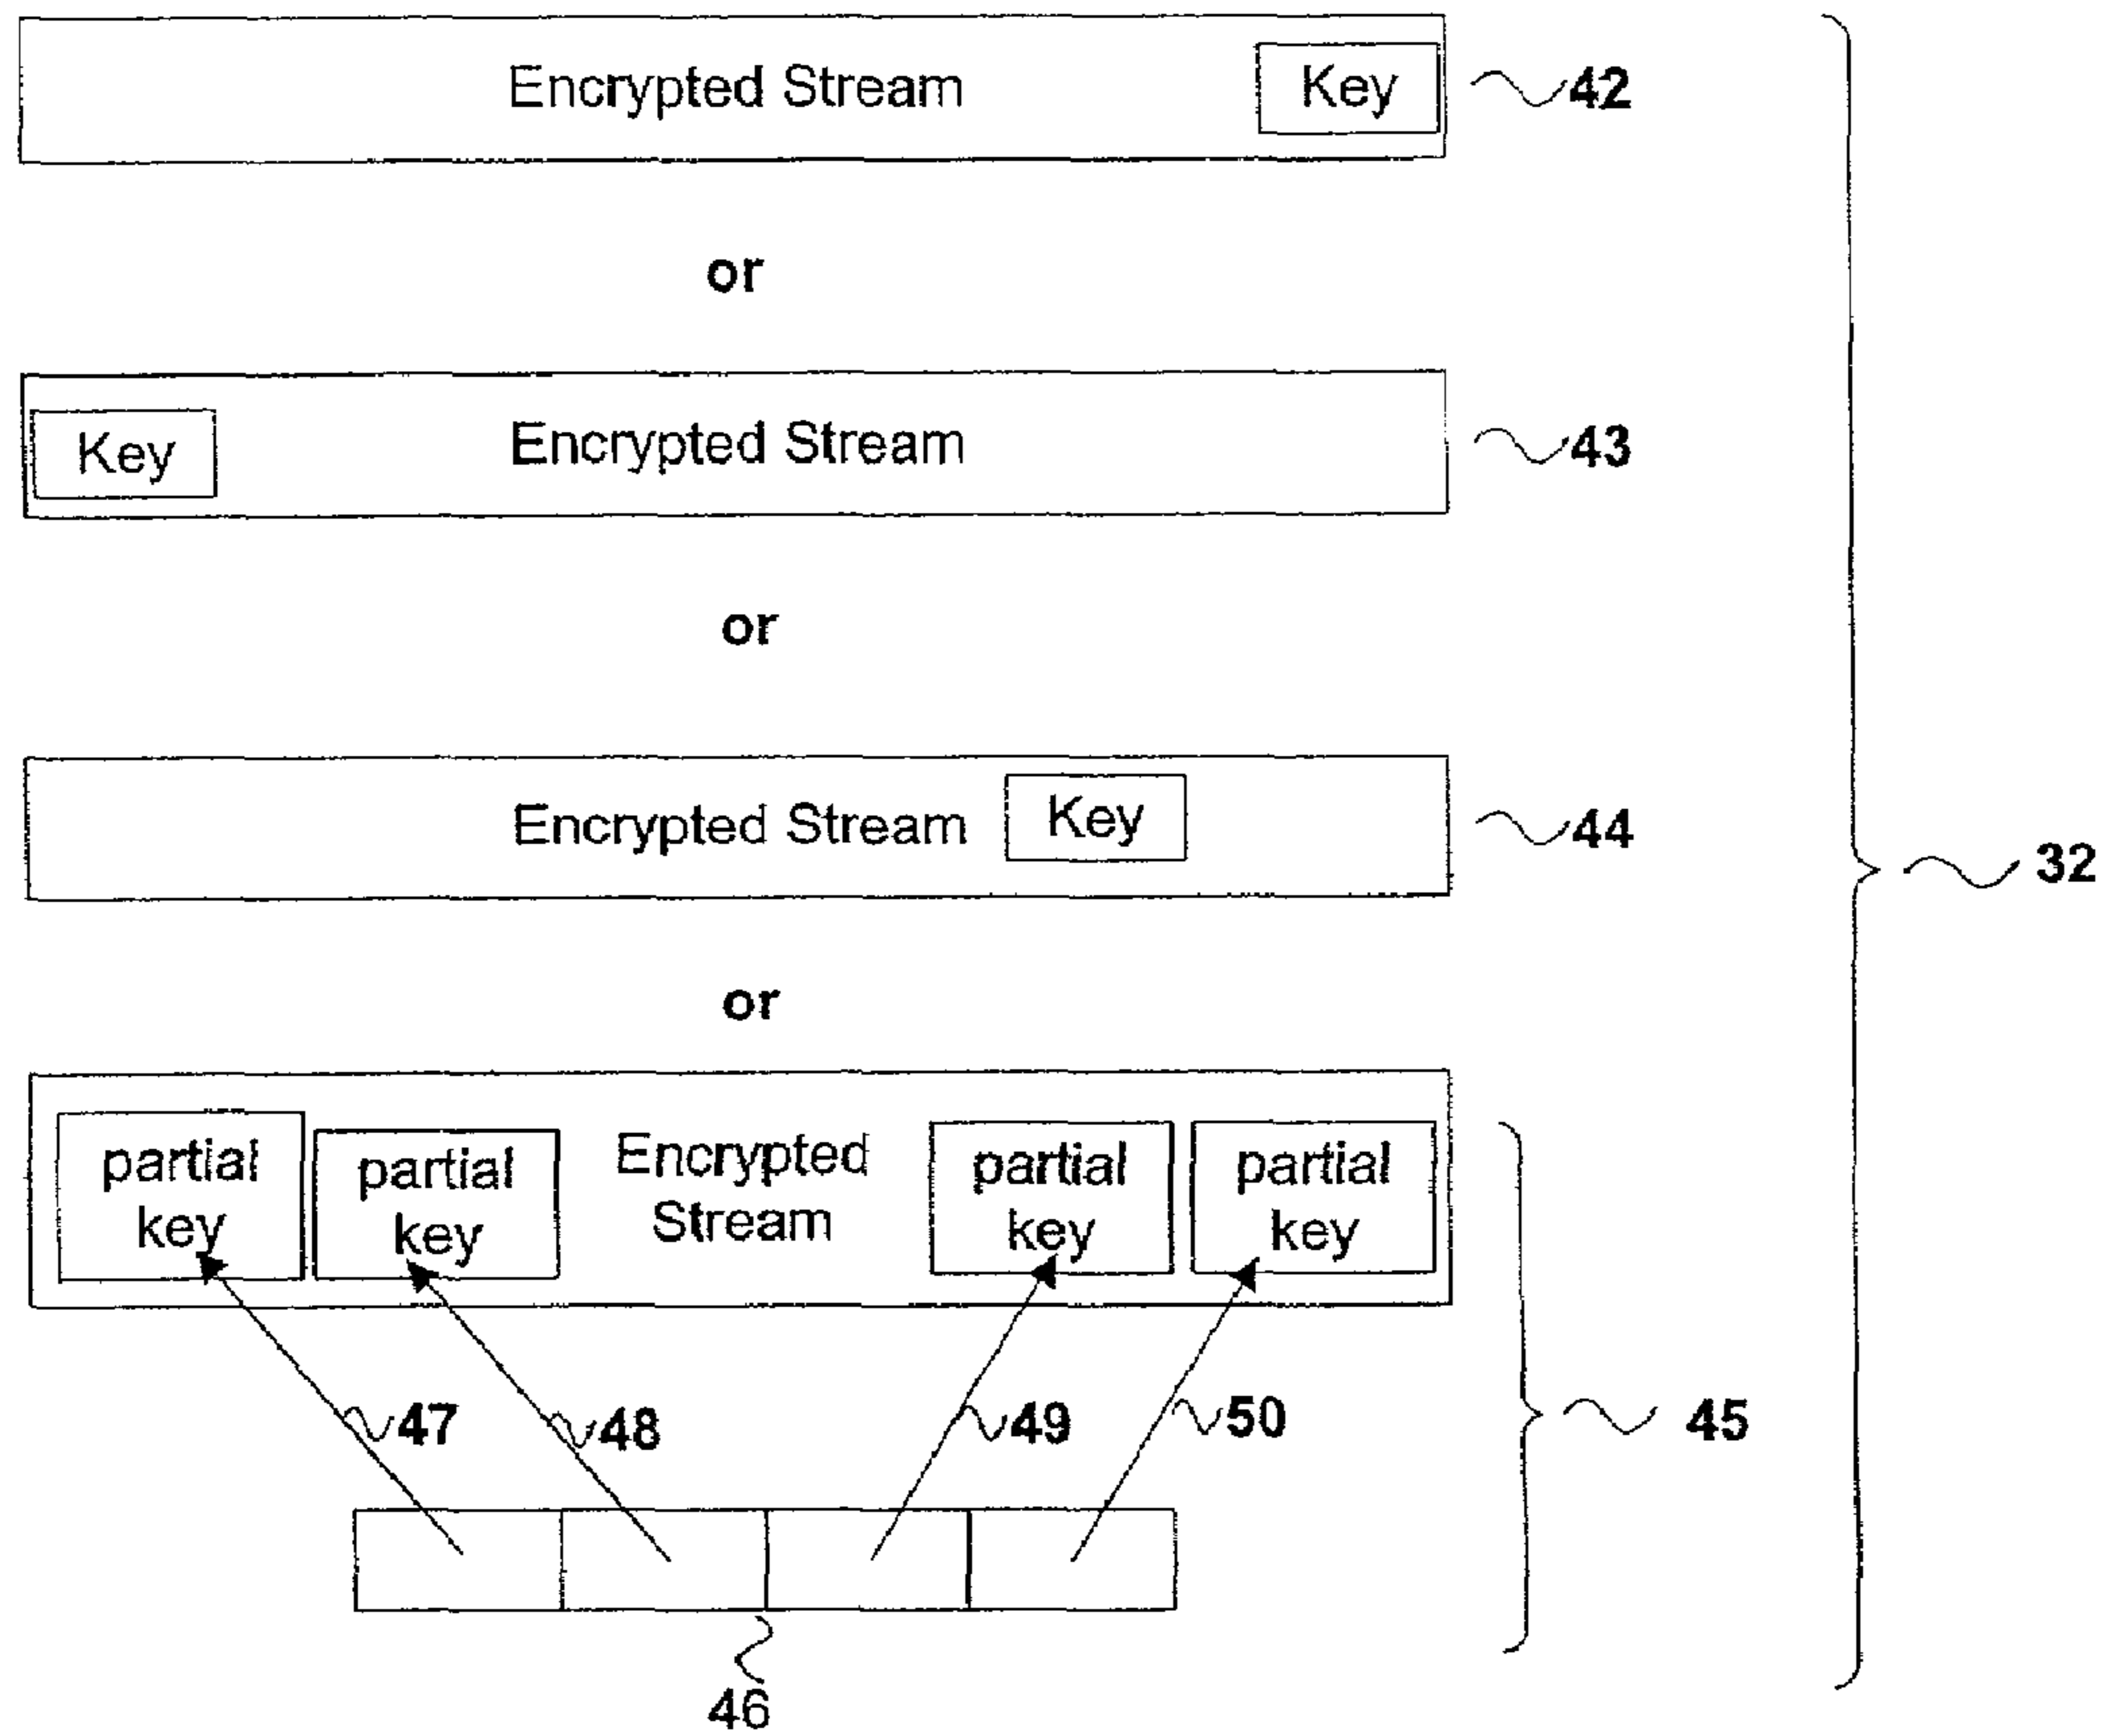 Encrypted Stream Key 42
or
Key Encrypted Stream 43
or
Encrypted Stream Key 44
32
or
partial key partial key Encrypted Stream partial key partial key
47 48 49 50 45
46